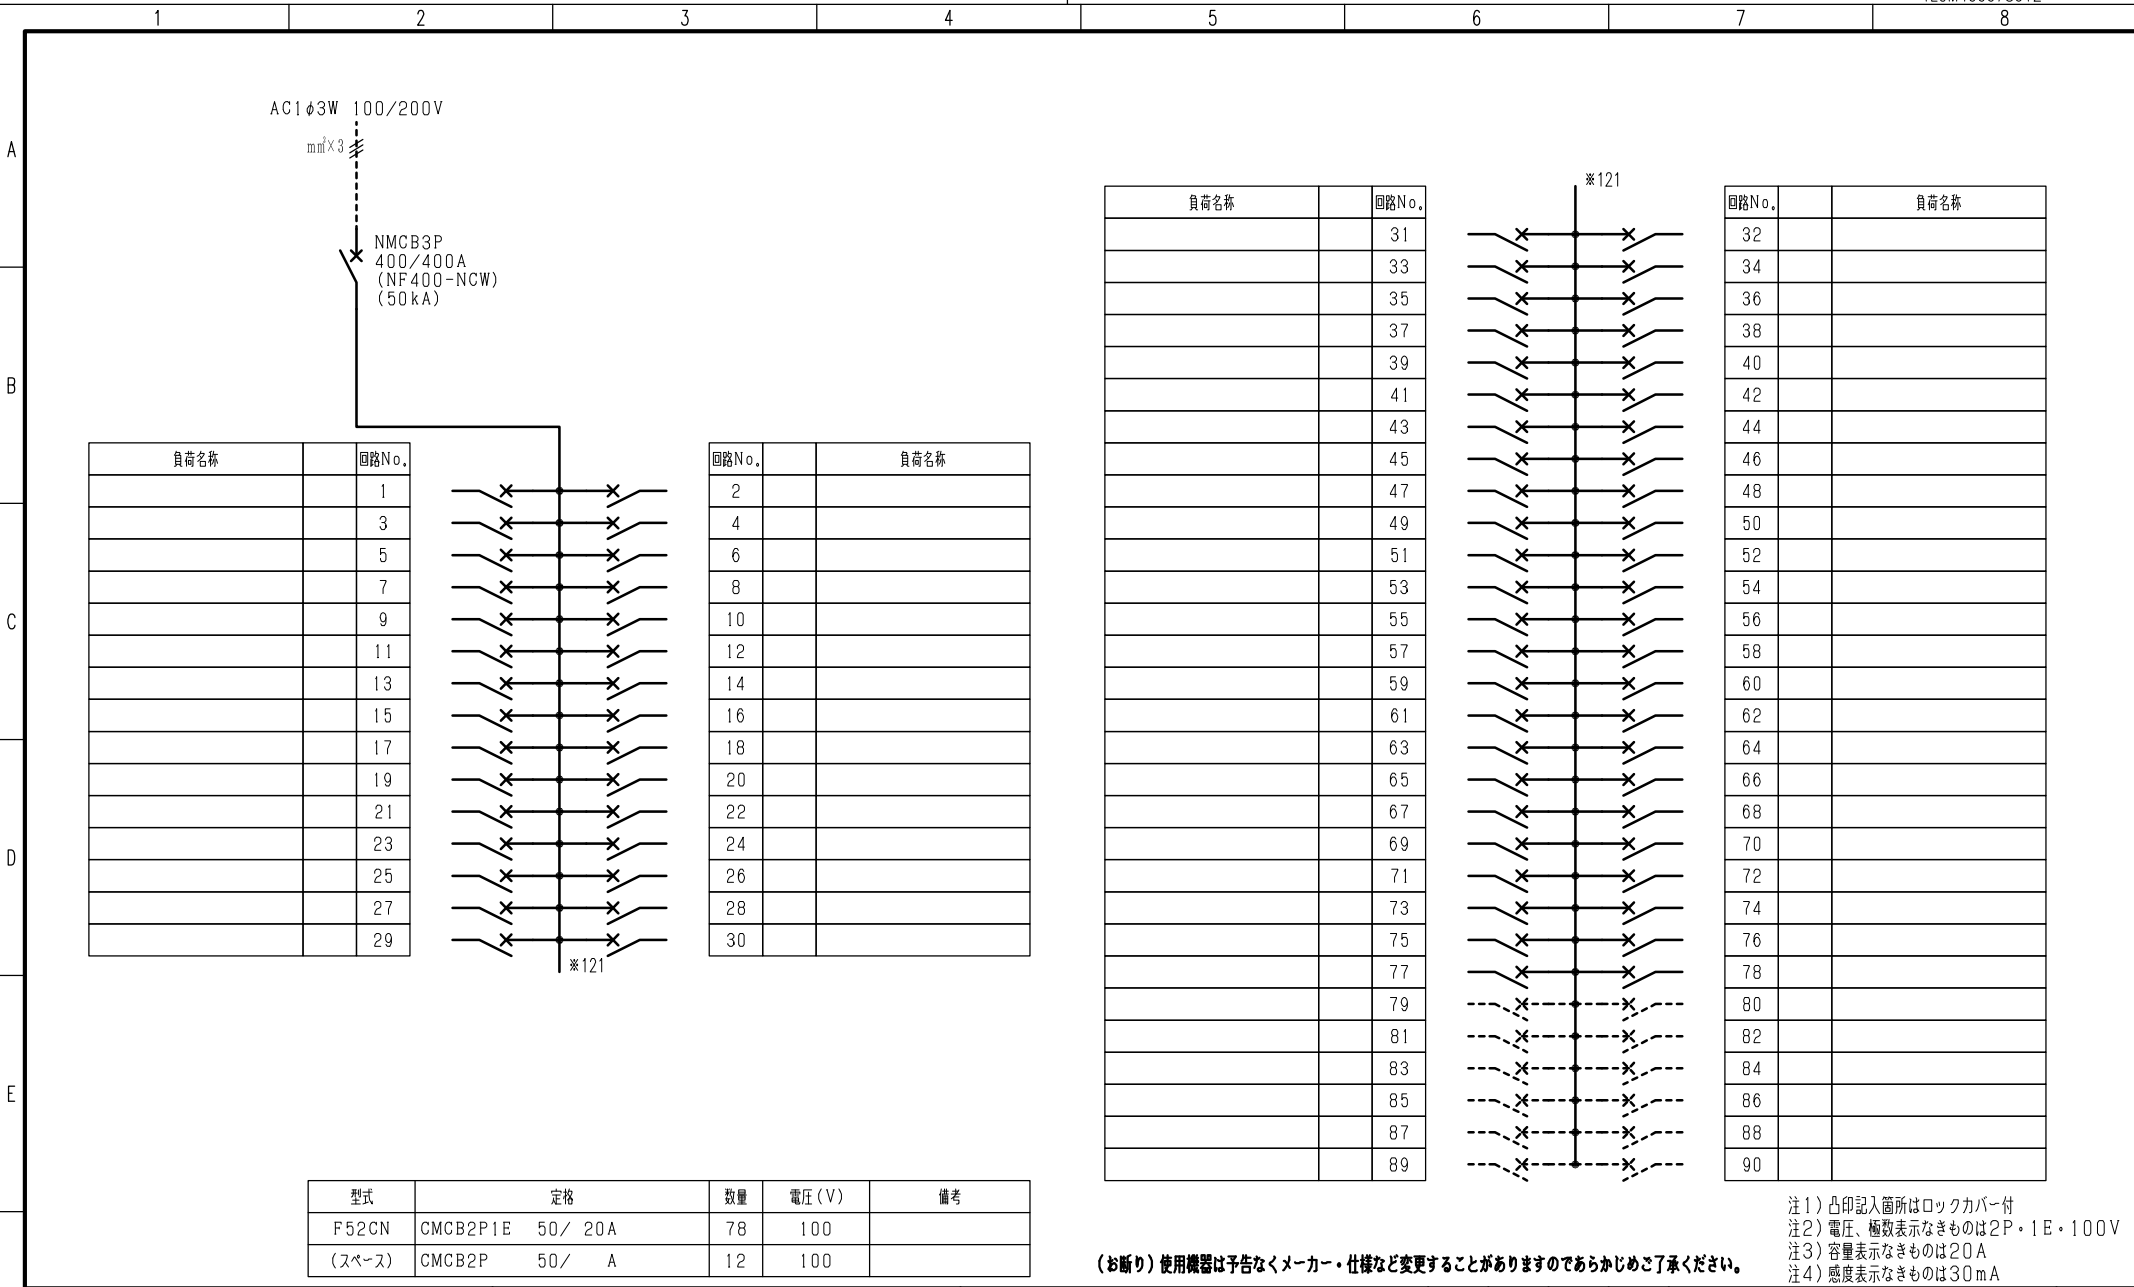 1 2 3 4 5 6 7 8
A
B
C
D
E
AC1φ3W 100/200V
mm²×3
NMCB3P
400/400A
(NF400-NCW)
(50kA)
負荷名称 回路No. 回路No. 負荷名称
1 2
3 4
5 6
7 8
9 10
11 12
13 14
15 16
17 18
19 20
21 22
23 24
25 26
27 28
29 30
※121
※121
負荷名称 回路No. 回路No. 負荷名称
31 32
33 34
35 36
37 38
39 40
41 42
43 44
45 46
47 48
49 50
51 52
53 54
55 56
57 58
59 60
61 62
63 64
65 66
67 68
69 70
71 72
73 74
75 76
77 78
79 80
81 82
83 84
85 86
87 88
89 90
型式 定格 数量 電圧(V) 備考
F52CN CMCB2P1E 50/ 20A 78 100
(スペース) CMCB2P 50/ A 12 100
(お断り)使用機器は予告なくメーカー・仕様など変更することがありますのであらかじめご了承ください。
注1)凸印記入箇所はロックカバー付
注2)電圧、極数表示なきものは2P・1E・100V
注3)容量表示なきものは20A
注4)感度表示なきものは30mA